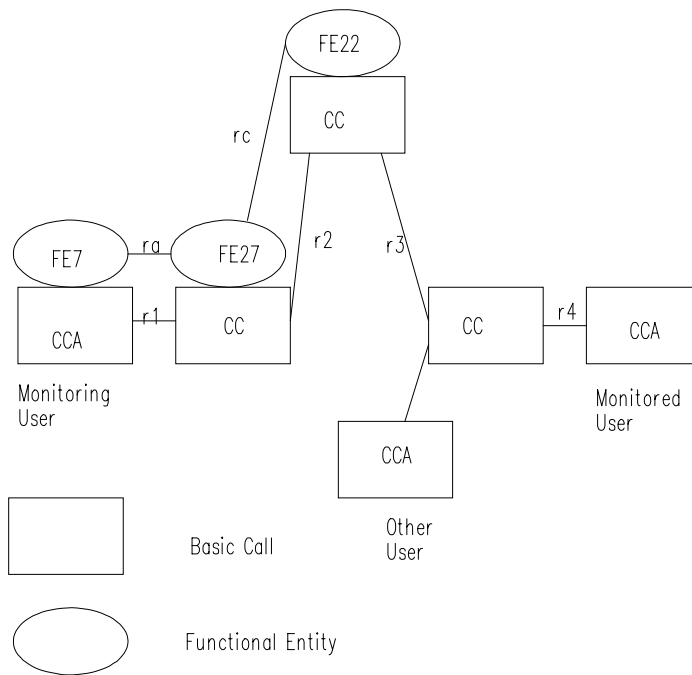 FE22
CC
rc
r2
r3
FE7
ra
FE27
CCA
r1
CC
CC
r4
CCA
Monitoring
User
Monitored
User
CCA
Other
User
Basic Call
Functional Entity